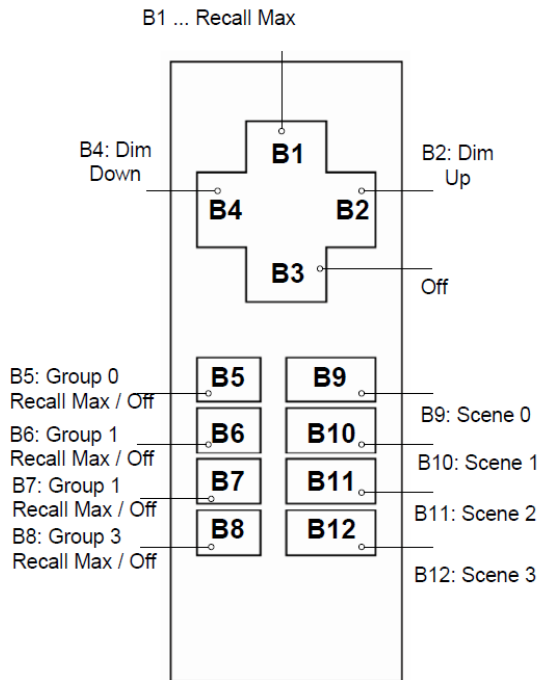 B1 ... Recall Max
B4: Dim
Down
B2: Dim
Up
B1
B4
B2
B3
Off
B5: Group 0
Recall Max / Off
B5
B9
B9: Scene 0
B6: Group 1
Recall Max / Off
B6
B10
B10: Scene 1
B7: Group 1
Recall Max / Off
B7
B11
B11: Scene 2
B8: Group 3
Recall Max / Off
B8
B12
B12: Scene 3